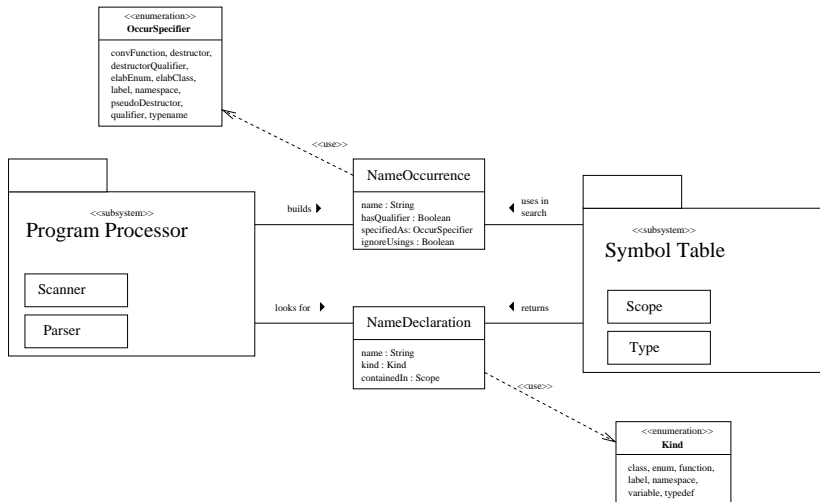 <<enumeration>>
OccurSpecifier
convFunction, destructor,
destructorQualifier,
elabEnum, elabClass,
label, namespace,
pseudoDestructor,
qualifier, typename
<<use>>
NameOccurrence
name : String
hasQualifier : Boolean
specifiedAs: OccurSpecifier
ignoreUsings : Boolean
<<subsystem>>
Program Processor
Scanner
Parser
builds
uses in
search
<<subsystem>>
Symbol Table
Scope
Type
looks for
returns
NameDeclaration
name : String
kind : Kind
containedIn : Scope
<<use>>
<<enumeration>>
Kind
class, enum, function,
label, namespace,
variable, typedef